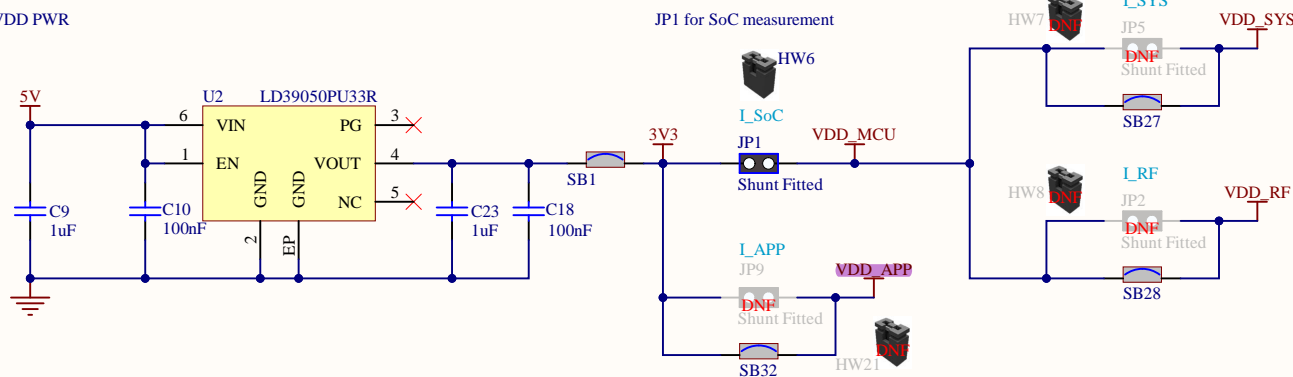 VDD PWR
JP1 for SoC measurement
I_SYS
HW7
DNF
JP5
DNF
Shunt Fitted
VDD_SYS
SB27
HW6
I_SoC
JP1
Shunt Fitted
3V3
VDD_MCU
5V
U2
LD39050PU33R
6
VIN
PG
3
1
EN
VOUT
4
GND
GND
NC
5
2
EP
C9
1uF
C10
100nF
C23
1uF
C18
100nF
SB1
I_RF
HW8
DNF
JP2
DNF
Shunt Fitted
VDD_RF
SB28
I_APP
JP9
DNF
Shunt Fitted
VDD_APP
SB32
HW21
DNF